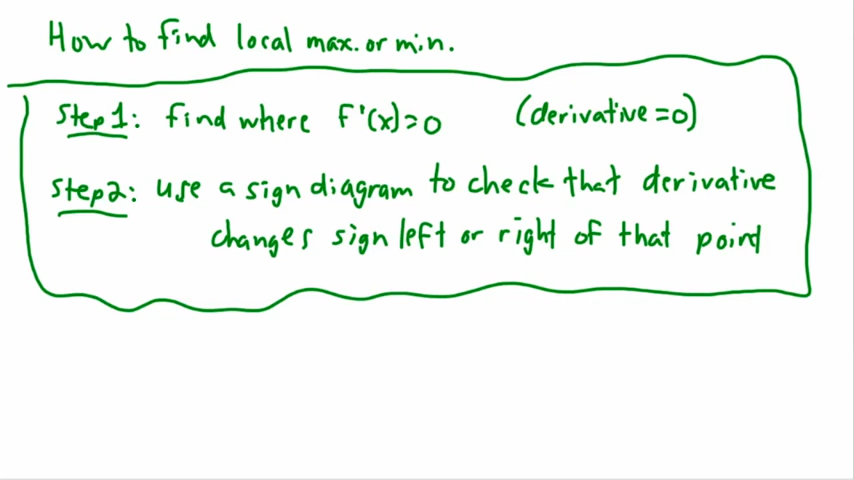 How to find local max. or min.
Step 1: Find where f'(x)=0 (derivative=0)
Step 2: use a sign diagram to check that derivative
changes sign left or right of that point